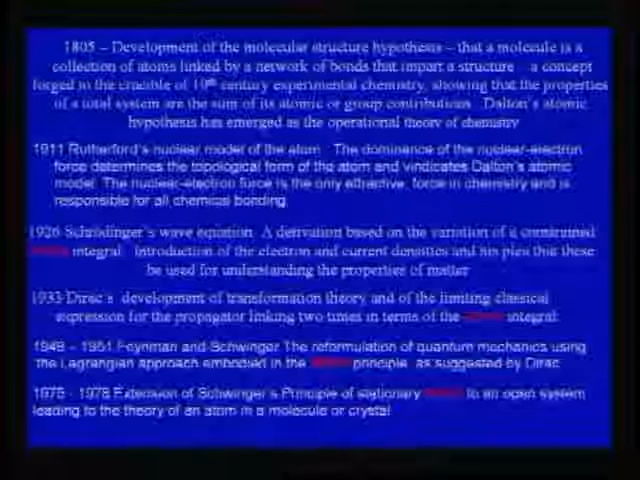 1805 – Development of the molecular structure hypothesis – that a molecule is a
collection of atoms linked by a network of bonds that impart a structure – a concept
forged in the crucible of 19th century experimental chemistry, showing that the properties
of a total system are the sum of its atomic or group contributions. Dalton's atomic
hypothesis has emerged as the operational theory of chemistry
1911 Rutherford's nuclear model of the atom. The dominance of the nuclear-electron
force determines the topological form of the atom and vindicates Dalton's atomic
model. The nuclear-electron force is the only attractive force in chemistry and is
responsible for all chemical bonding.
1926 Schrödinger's wave equation. A derivation based on the variation of a constrained
integral. Introduction of the electron and current densities and his plea that these
be used for understanding the properties of matter
1933 Dirac's development of transformation theory and of the limiting classical
expression for the propagator linking two times in terms of the integral.
1948 – 1951 Feynman and Schwinger The reformulation of quantum mechanics using
the Lagrangian approach embodied in the principle, as suggested by Dirac.
1975 - 1978 Extension of Schwinger's Principle of stationary to an open system
leading to the theory of an atom in a molecule or crystal.